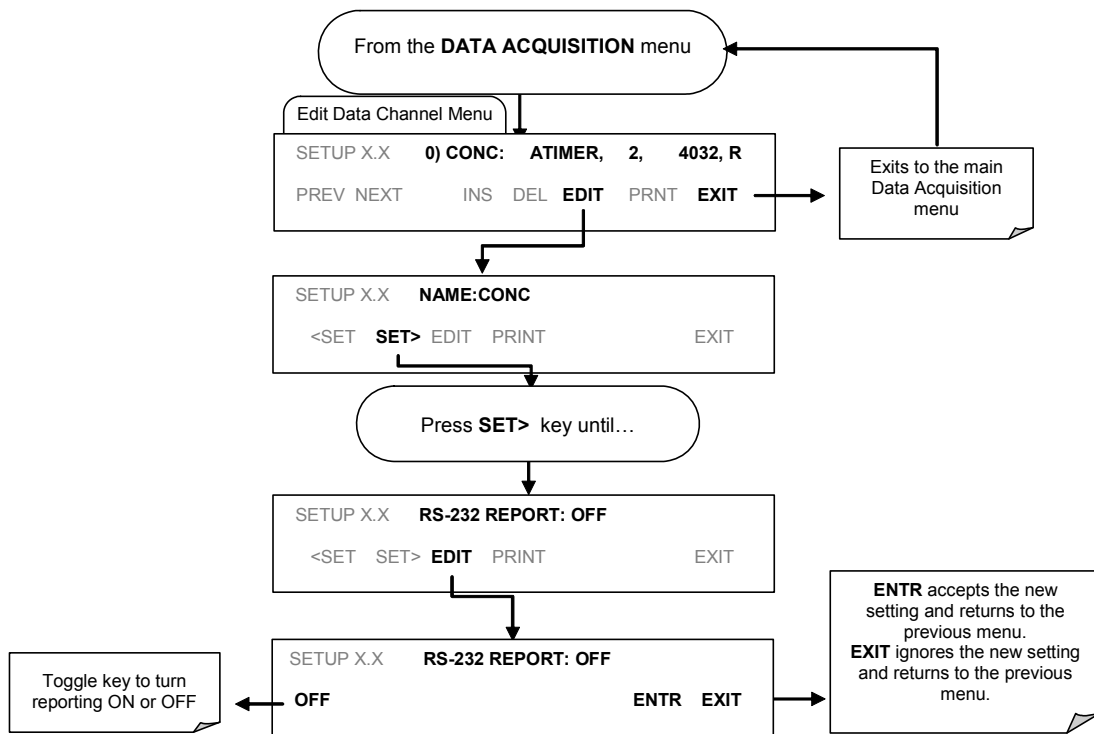 From the DATA ACQUISITION menu
Edit Data Channel Menu
SETUP X.X 0) CONC: ATIMER, 2, 4032, R
PREV NEXT INS DEL EDIT PRNT EXIT
Exits to the main
Data Acquisition
menu
SETUP X.X NAME:CONC
<SET SET> EDIT PRINT EXIT
Press SET> key until…
SETUP X.X RS-232 REPORT: OFF
<SET SET> EDIT PRINT EXIT
ENTR accepts the new
setting and returns to the
previous menu.
EXIT ignores the new setting
and returns to the previous
menu.
SETUP X.X RS-232 REPORT: OFF
OFF ENTR EXIT
Toggle key to turn
reporting ON or OFF